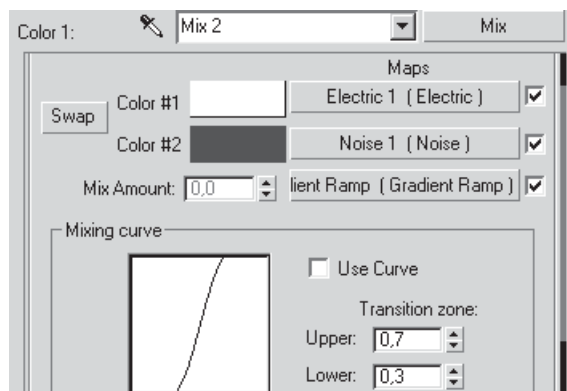 Color 1: Mix 2 Mix
Maps
Swap Color #1 Electric 1 ( Electric )
Color #2 Noise 1 ( Noise )
Mix Amount: 0,0 lient Ramp ( Gradient Ramp )
Mixing curve
Use Curve
Transition zone:
Upper: 0,7
Lower: 0,3